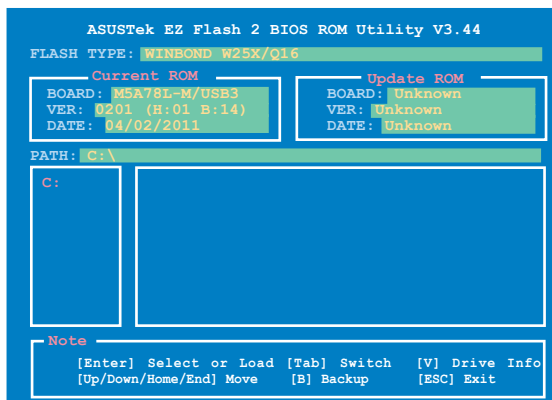 ASUSTek EZ Flash 2 BIOS ROM Utility V3.44
FLASH TYPE: WINBOND W25X/Q16
Current ROM
BOARD: M5A78L-M/USB3
VER: 0201 (H:01 B:14)
DATE: 04/02/2011
Update ROM
BOARD: Unknown
VER: Unknown
DATE: Unknown
PATH: C:\
C:
Note
[Enter] Select or Load [Tab] Switch [V] Drive Info
[Up/Down/Home/End] Move [B] Backup [ESC] Exit